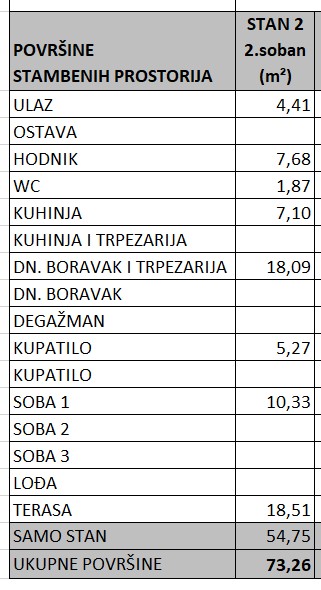 POVRŠINE
STAMBENIH PROSTORIJA
STAN 2
2.soban
(m²)
ULAZ 4,41
OSTAVA
HODNIK 7,68
WC 1,87
KUHINJA 7,10
KUHINJA I TRPEZARIJA
DN. BORAVAK I TRPEZARIJA 18,09
DN. BORAVAK
DEGAŽMAN
KUPATILO 5,27
KUPATILO
SOBA 1 10,33
SOBA 2
SOBA 3
LOĐA
TERASA 18,51
SAMO STAN 54,75
UKUPNE POVRŠINE 73,26